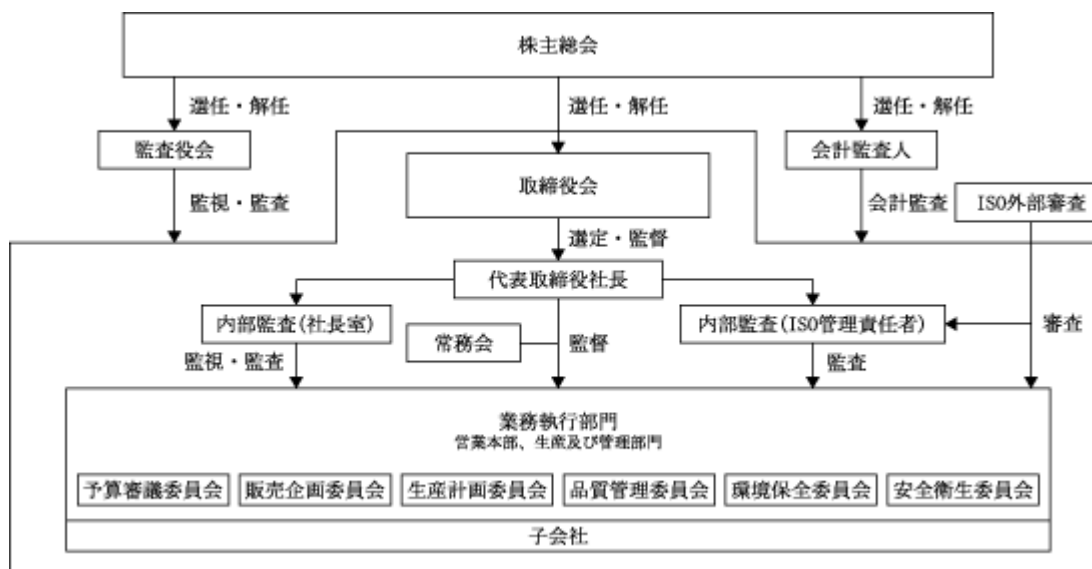 株主総会
選任・解任
選任・解任
選任・解任
監査役会
会計監査人
取締役会
監視・監査
会計監査
ISO外部審査
選定・監督
代表取締役社長
内部監査(社長室)
内部監査(ISO管理責任者)
審査
常務会
監督
監視・監査
監査
業務執行部門
営業本部、生産及び管理部門
予算審議委員会
販売企画委員会
生産計画委員会
品質管理委員会
環境保全委員会
安全衛生委員会
子会社